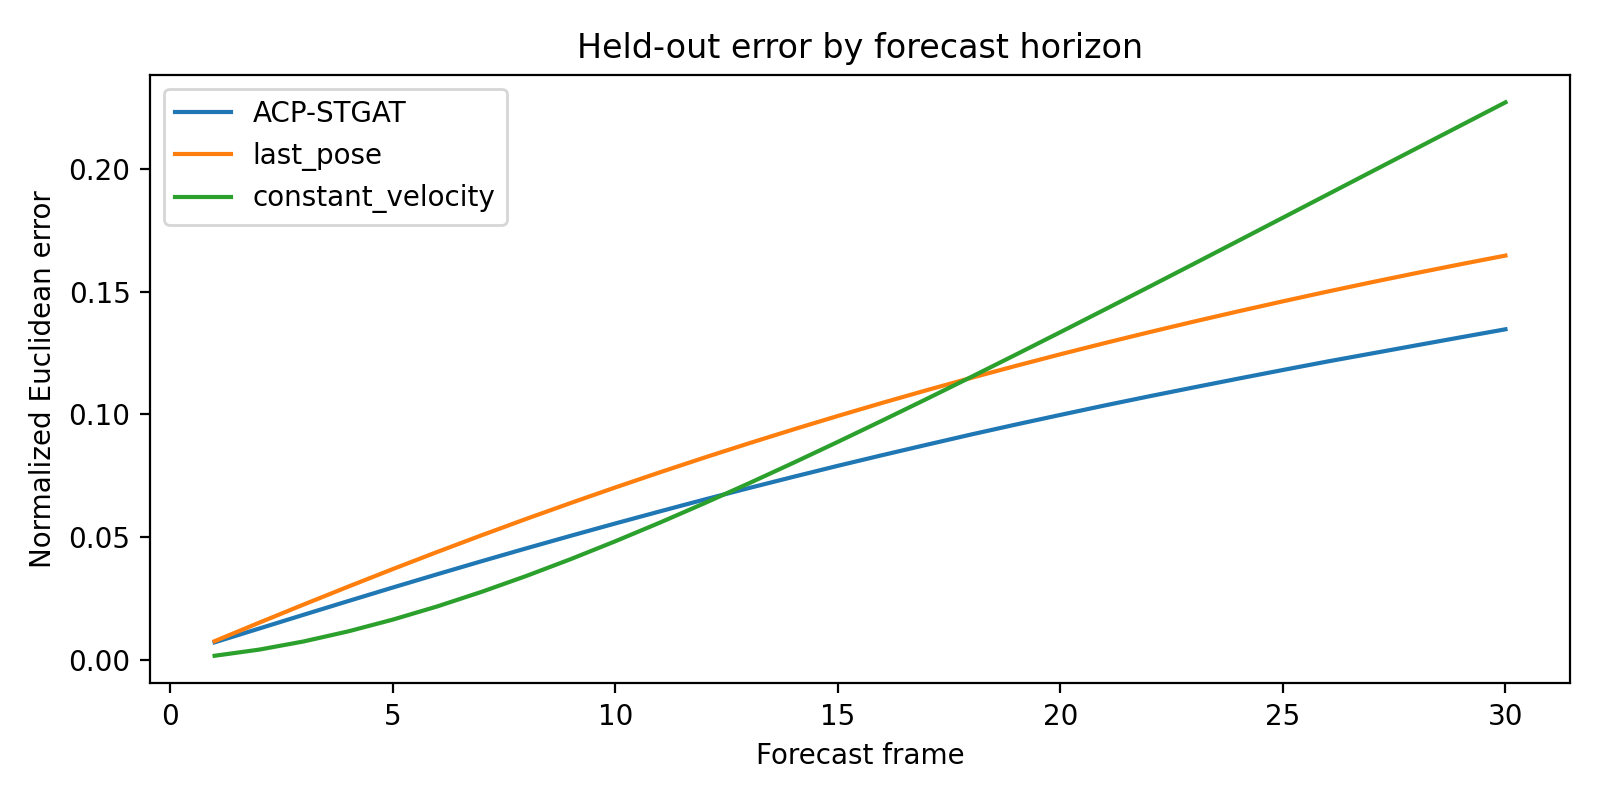 Held-out error by forecast horizon
ACP-STGAT
last_pose
constant_velocity
Normalized Euclidean error
0.20
0.15
0.10
0.05
0.00
0 5 10 15 20 25 30
Forecast frame